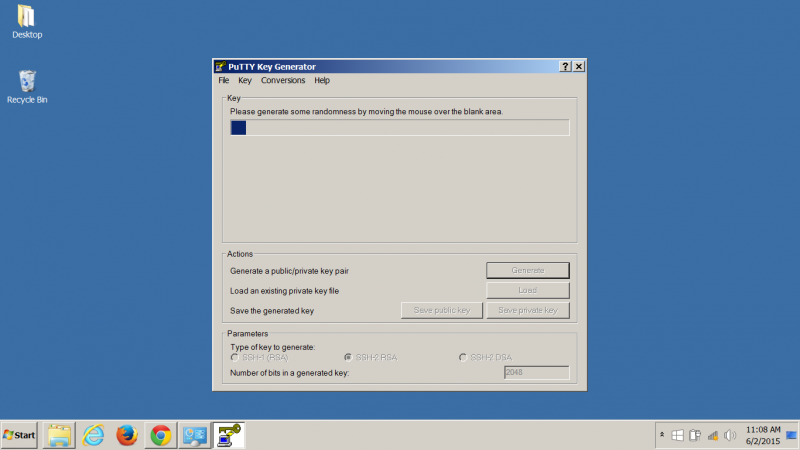 Desktop
Recycle Bin
PuTTY Key Generator
File Key Conversions Help
Key
Please generate some randomness by moving the mouse over the blank area.
Actions
Generate a public/private key pair
Generate
Load an existing private key file
Load
Save the generated key
Save public key
Save private key
Parameters
Type of key to generate:
SSH-1 (RSA)
SSH-2 RSA
SSH-2 DSA
Number of bits in a generated key:
2048
Start
11:08 AM
6/2/2015